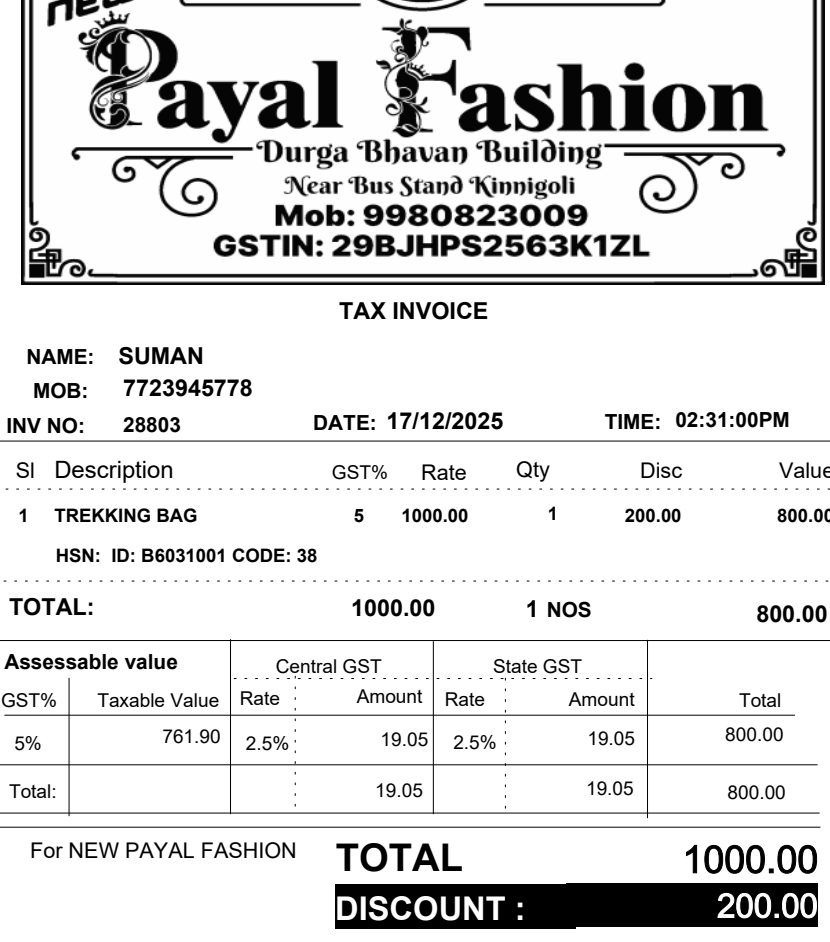 new
Payal Fashion
Durga Bhavan Building
Near Bus Stand Kinnigoli
Mob: 9980823009
GSTIN: 29BJHPS2563K1ZL
TAX INVOICE
NAME: SUMAN
MOB: 7723945778
INV NO: 28803 DATE: 17/12/2025 TIME: 02:31:00PM
Sl Description GST% Rate Qty Disc Value
1 TREKKING BAG 5 1000.00 1 200.00 800.00
HSN: ID: B6031001 CODE: 38
TOTAL: 1000.00 1 NOS 800.00
Assessable value Central GST State GST
GST% Taxable Value Rate Amount Rate Amount Total
5% 761.90 2.5% 19.05 2.5% 19.05 800.00
Total: 19.05 19.05 800.00
For NEW PAYAL FASHION TOTAL 1000.00
DISCOUNT : 200.00